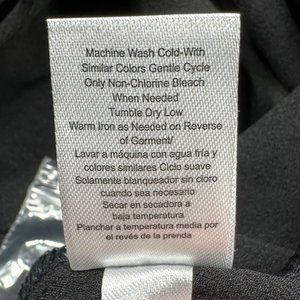 Machine Wash Cold-With
Similar Colors Gentle Cycle
Only Non-Chlorine Bleach
When Needed
Tumble Dry Low
Warm Iron as Needed on Reverse
of Garment/
Lavar a máquina con agua fría y
colores similares Ciclo suave
Solamente blanqueador sin cloro
cuando sea necesario
Secar en secadora a
baja temperatura
Planchar a temperatura media por
el revés de la prenda